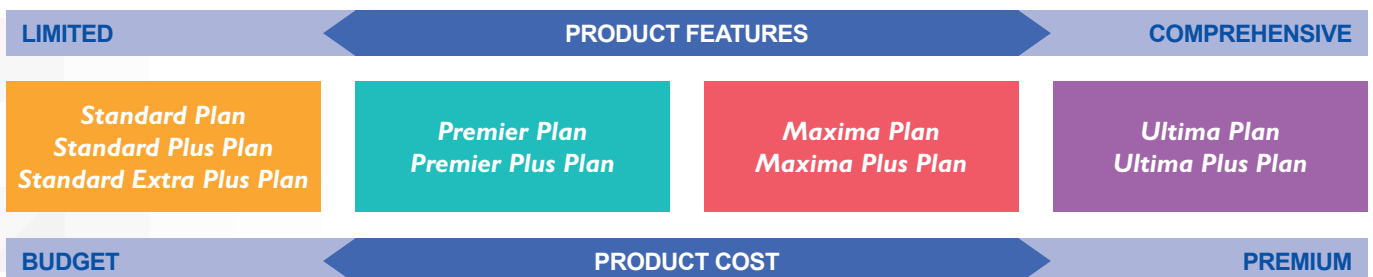 LIMITED PRODUCT FEATURES COMPREHENSIVE
Standard Plan
Standard Plus Plan
Standard Extra Plus Plan
Premier Plan
Premier Plus Plan
Maxima Plan
Maxima Plus Plan
Ultima Plan
Ultima Plus Plan
BUDGET PRODUCT COST PREMIUM